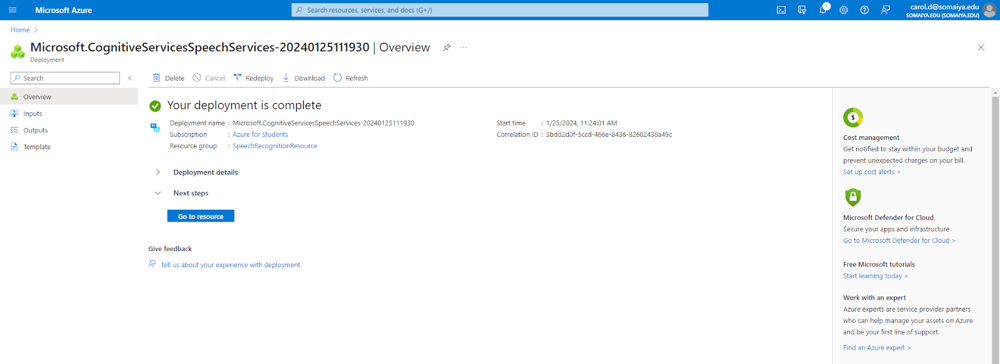 Microsoft Azure
Search resources, services, and docs (G+/)
1
carol.d@somaiya.edu
SOMAIYA.EDU (SOMAIYA.EDU)
Home >
Microsoft.CognitiveServicesSpeechServices-20240125111930 | Overview
Deployment
Search
«
Delete
Cancel
Redeploy
Download
Refresh
Overview
Inputs
Outputs
Template
Your deployment is complete
Deployment name : Microsoft.CognitiveServicesSpeechServices-20240125111930
Subscription : Azure for Students
Resource group : SpeechRecognitionResource
Start time : 1/25/2024, 11:24:01 AM
Correlation ID : 3bdd2d0f-5ccd-466e-8436-82602438a49c
Deployment details
Next steps
Go to resource
Give feedback
Tell us about your experience with deployment
$
Cost management
Get notified to stay within your budget and
prevent unexpected charges on your bill.
Set up cost alerts >
Microsoft Defender for Cloud
Secure your apps and infrastructure
Go to Microsoft Defender for Cloud >
Free Microsoft tutorials
Start learning today >
Work with an expert
Azure experts are service provider partners
who can help manage your assets on Azure
and be your first line of support.
Find an Azure expert >